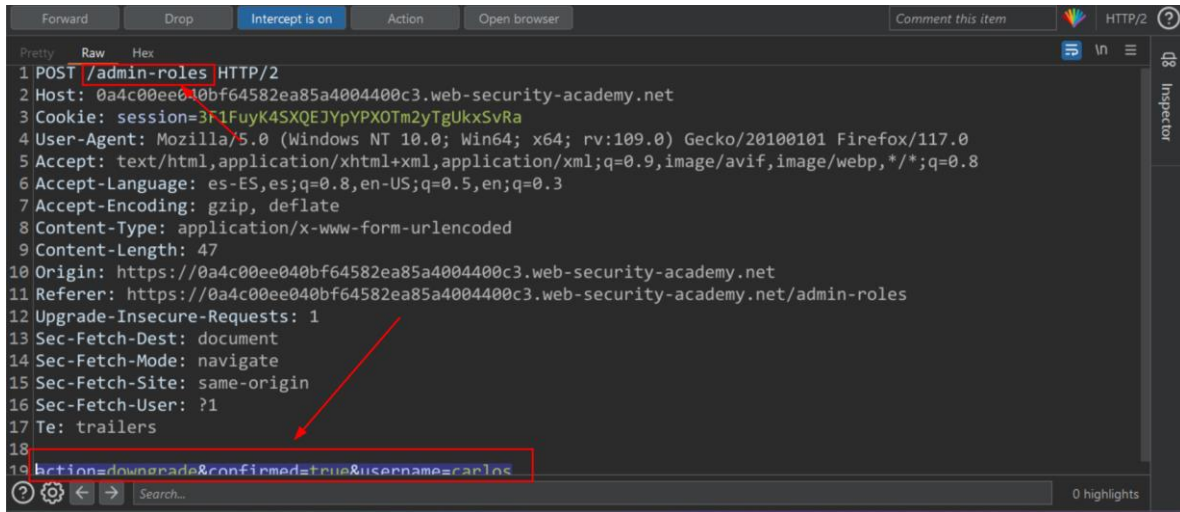 Forward Drop Intercept is on Action Open browser Comment this item HTTP/2
Pretty Raw Hex \n
1 POST /admin-roles HTTP/2
2 Host: 0a4c00ee040bf64582ea85a4004400c3.web-security-academy.net
3 Cookie: session=3F1FuyK4SXQEJYpYPXOTm2yTgUkxSvRa
4 User-Agent: Mozilla/5.0 (Windows NT 10.0; Win64; x64; rv:109.0) Gecko/20100101 Firefox/117.0
5 Accept: text/html,application/xhtml+xml,application/xml;q=0.9,image/avif,image/webp,*/*;q=0.8
6 Accept-Language: es-ES,es;q=0.8,en-US;q=0.5,en;q=0.3
7 Accept-Encoding: gzip, deflate
8 Content-Type: application/x-www-form-urlencoded
9 Content-Length: 47
10 Origin: https://0a4c00ee040bf64582ea85a4004400c3.web-security-academy.net
11 Referer: https://0a4c00ee040bf64582ea85a4004400c3.web-security-academy.net/admin-roles
12 Upgrade-Insecure-Requests: 1
13 Sec-Fetch-Dest: document
14 Sec-Fetch-Mode: navigate
15 Sec-Fetch-Site: same-origin
16 Sec-Fetch-User: ?1
17 Te: trailers
18
19 action=downgrade&confirmed=true&username=carlos
Search... 0 highlights
Inspector